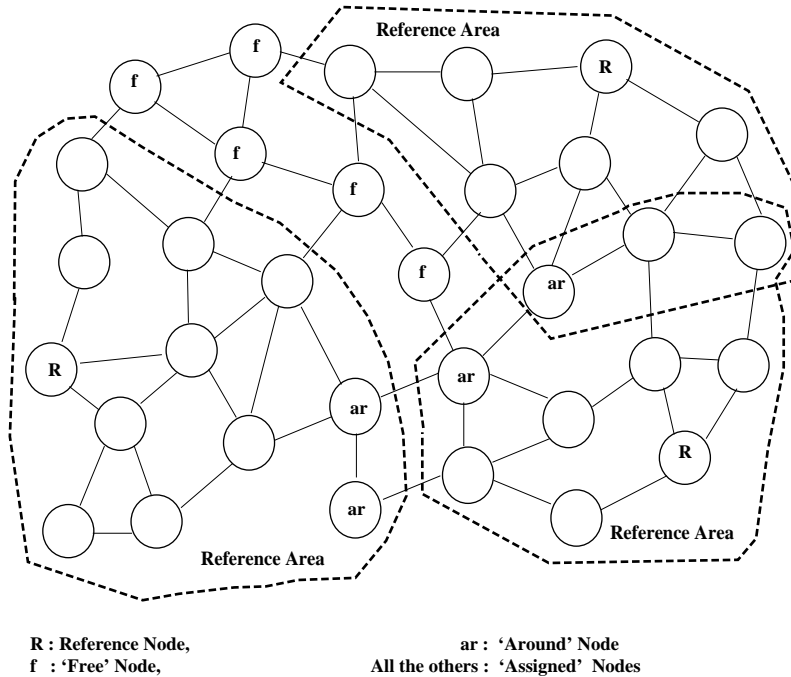 Reference Area
f
f
R
f
f
f
ar
R
ar
ar
R
ar
Reference Area
Reference Area
R : Reference Node,
ar : ‘Around’ Node
f : ‘Free’ Node,
All the others : ‘Assigned’ Nodes